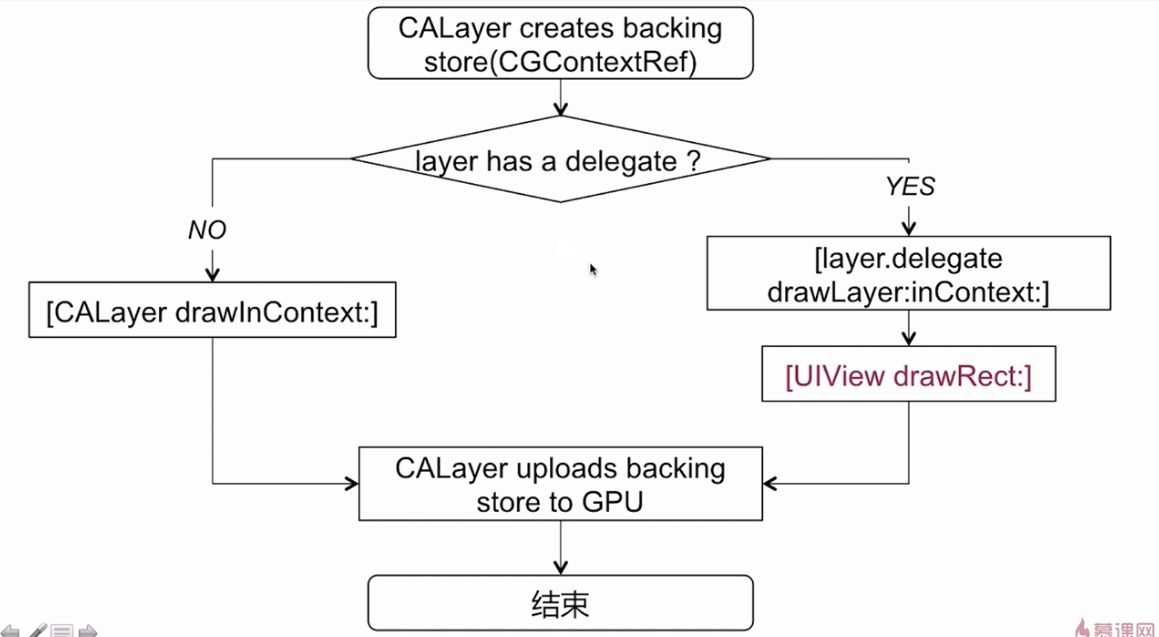 CALayer creates backing
store(CGContextRef)
layer has a delegate ?
YES
NO
[layer.delegate
drawLayer:inContext:]
[CALayer drawInContext:]
[UIView drawRect:]
CALayer uploads backing
store to GPU
结束
慕课网